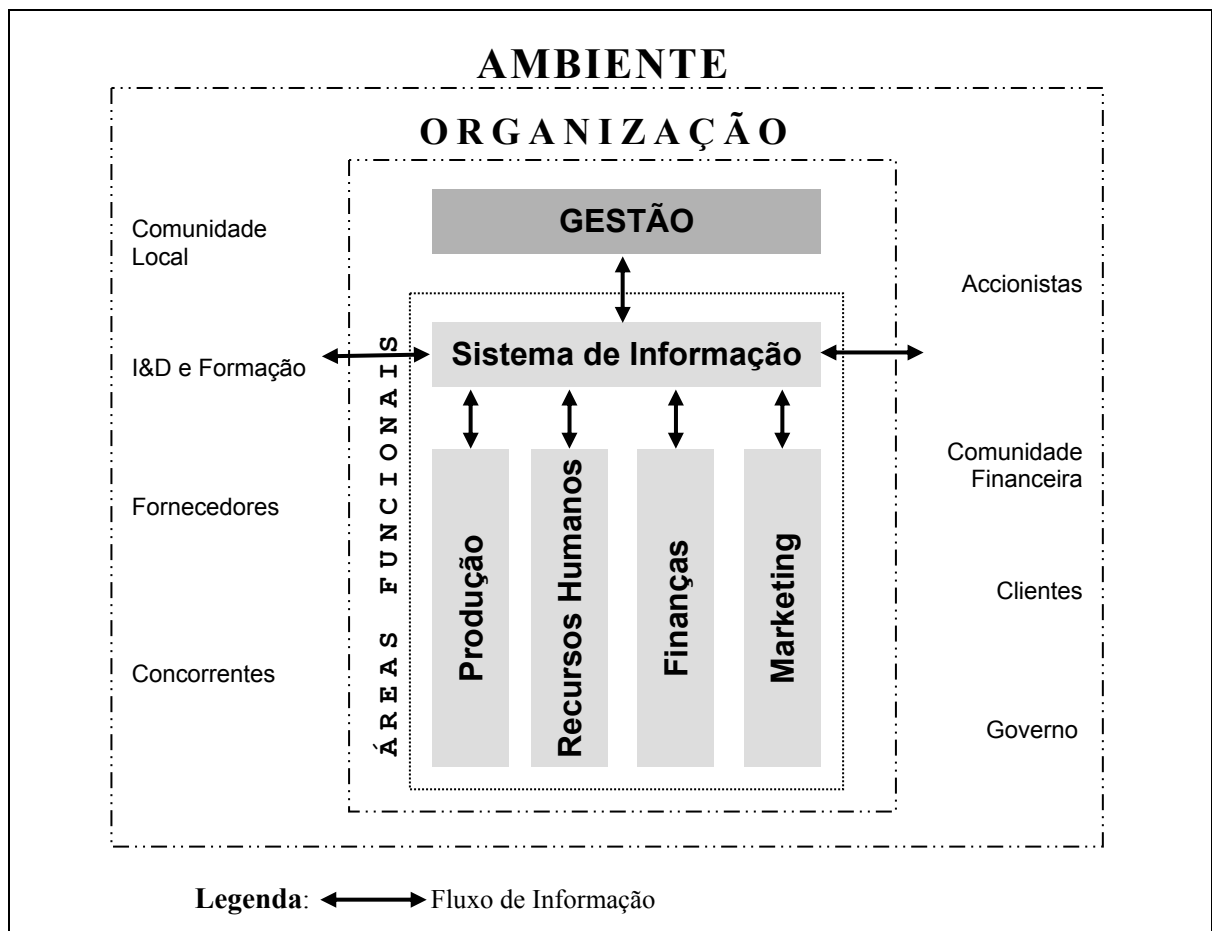 AMBIENTE
ORGANIZAÇÃO
GESTÃO
Comunidade
Local
Accionistas
Sistema de Informação
I&D e Formação
ÁREAS FUNCIONAIS
Comunidade
Financeira
Fornecedores
Produção
Recursos Humanos
Finanças
Marketing
Clientes
Concorrentes
Governo
Legenda: Fluxo de Informação